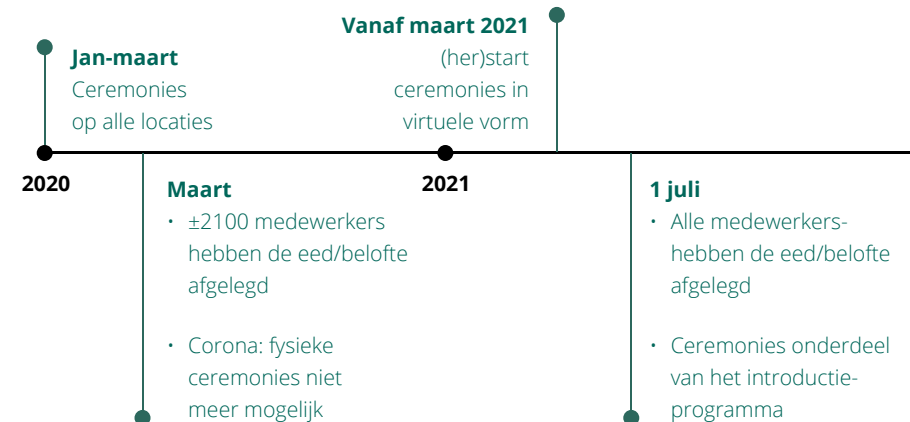 Jan-maart
Ceremonies
op alle locaties
Vanaf maart 2021
(her)start
ceremonies in
virtuele vorm
2020
2021
Maart
• ±2100 medewerkers
hebben de eed/belofte
afgelegd
• Corona: fysieke
ceremonies niet
meer mogelijk
1 juli
• Alle medewerkers-
hebben de eed/belofte
afgelegd
• Ceremonies onderdeel
van het introductie-
programma